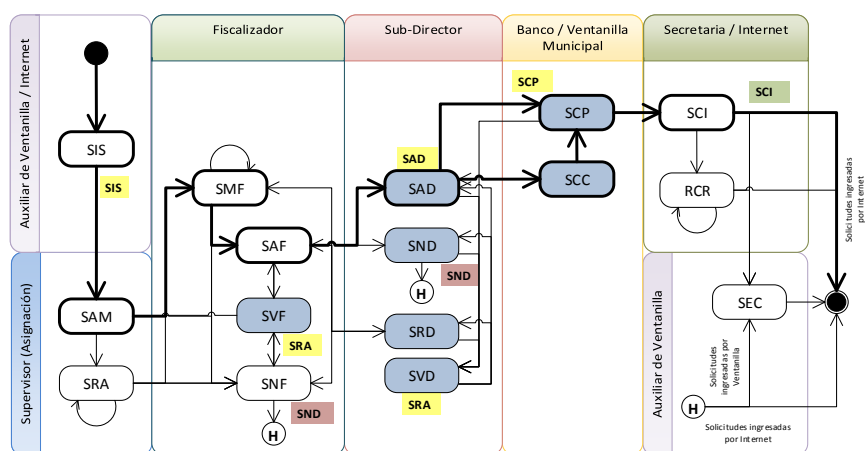 Fiscalizador
Sub-Director
Banco / Ventanilla
Municipal
Secretaria / Internet
Auxiliar de Ventanilla / Internet
SIS
SIS
SMF
SAF
SAD
SAD
SCP
SCP
SCC
SCI
SCI
RCR
Solicitudes ingresadas
por Internet
SND
SND
H
Supervisor (Asignación)
SAM
SRA
SVF
SRA
SNF
SND
H
SRD
SVD
SRA
Auxiliar de Ventanilla
SEC
Solicitudes
ingresadas por
Ventanilla
H
Solicitudes ingresadas
por Internet